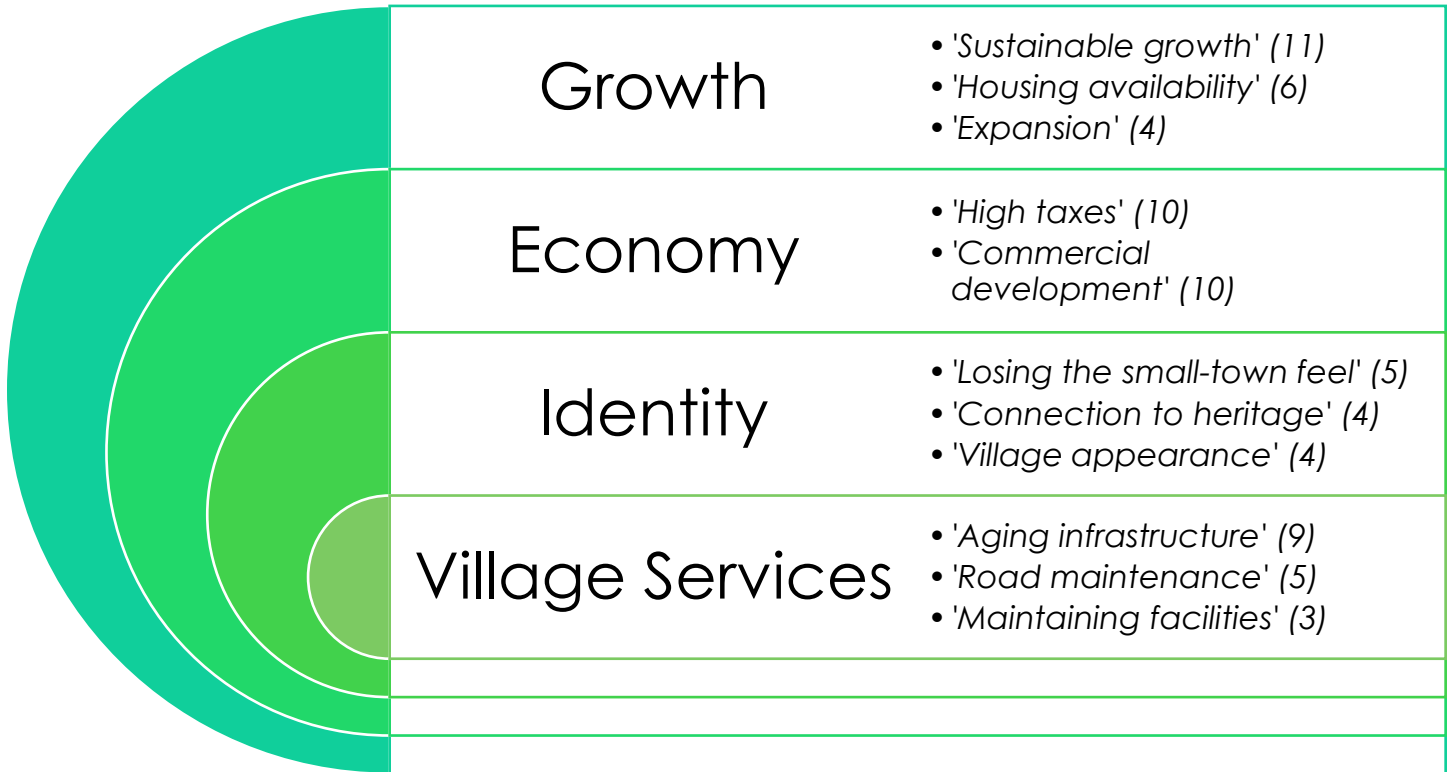 Growth
• 'Sustainable growth' (11)
• 'Housing availability' (6)
• 'Expansion' (4)
Economy
• 'High taxes' (10)
• 'Commercial
development' (10)
Identity
• 'Losing the small-town feel' (5)
• 'Connection to heritage' (4)
• 'Village appearance' (4)
Village Services
• 'Aging infrastructure' (9)
• 'Road maintenance' (5)
• 'Maintaining facilities' (3)